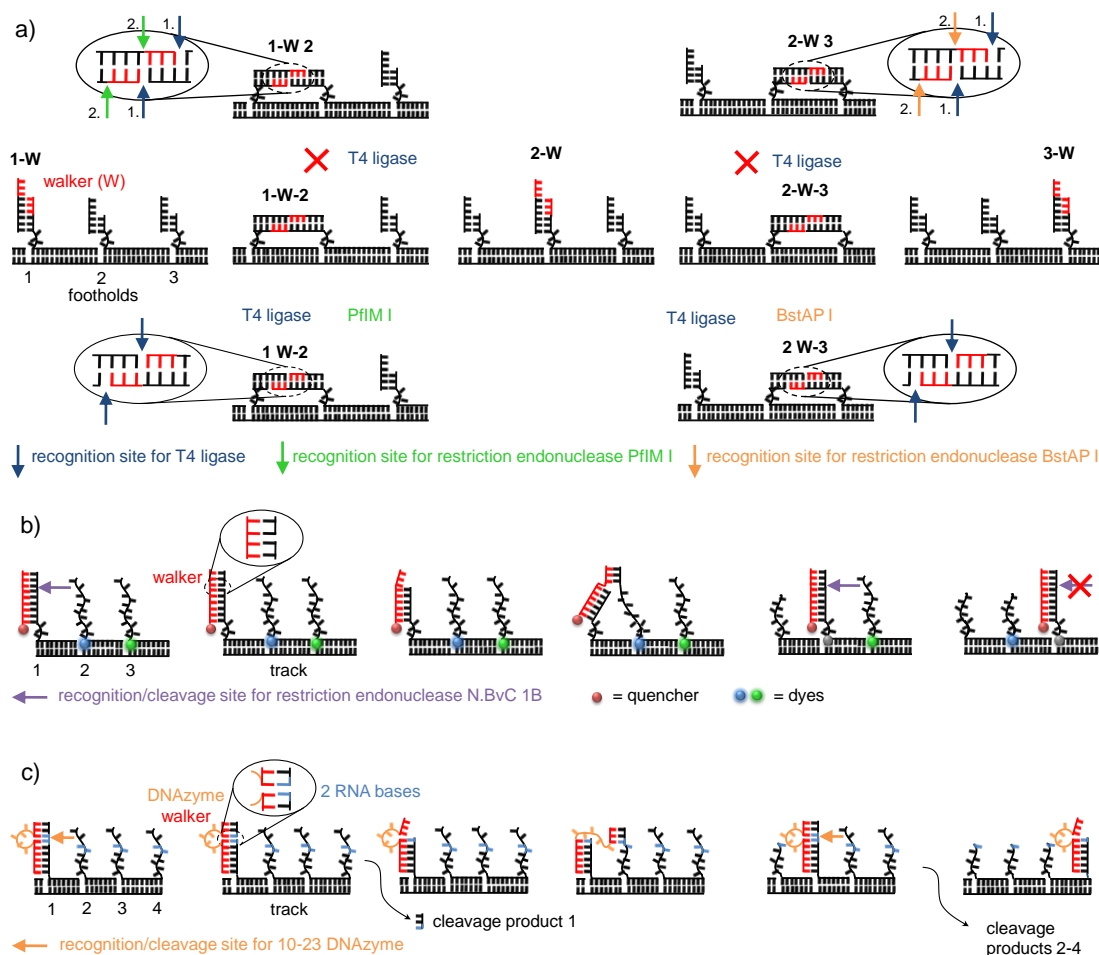 a)
2. 1.
1-W 2
2-W 3
2. 1.
2. 1.
2. 1.
1-W
walker (W)
T4 ligase
2-W
T4 ligase
3-W
1-W-2
2-W-3
1 2 3
footholds
T4 ligase PflM I
T4 ligase BstAP I
1 W-2
2 W-3
recognition site for T4 ligase
recognition site for restriction endonuclease PflM I
recognition site for restriction endonuclease BstAP I
b)
walker
1 2 3
track
recognition/cleavage site for restriction endonuclease N.BvC 1B
= quencher
= dyes
c)
DNAzyme
walker
2 RNA bases
1 2 3 4
track
cleavage product 1
cleavage
products 2-4
recognition/cleavage site for 10-23 DNAzyme